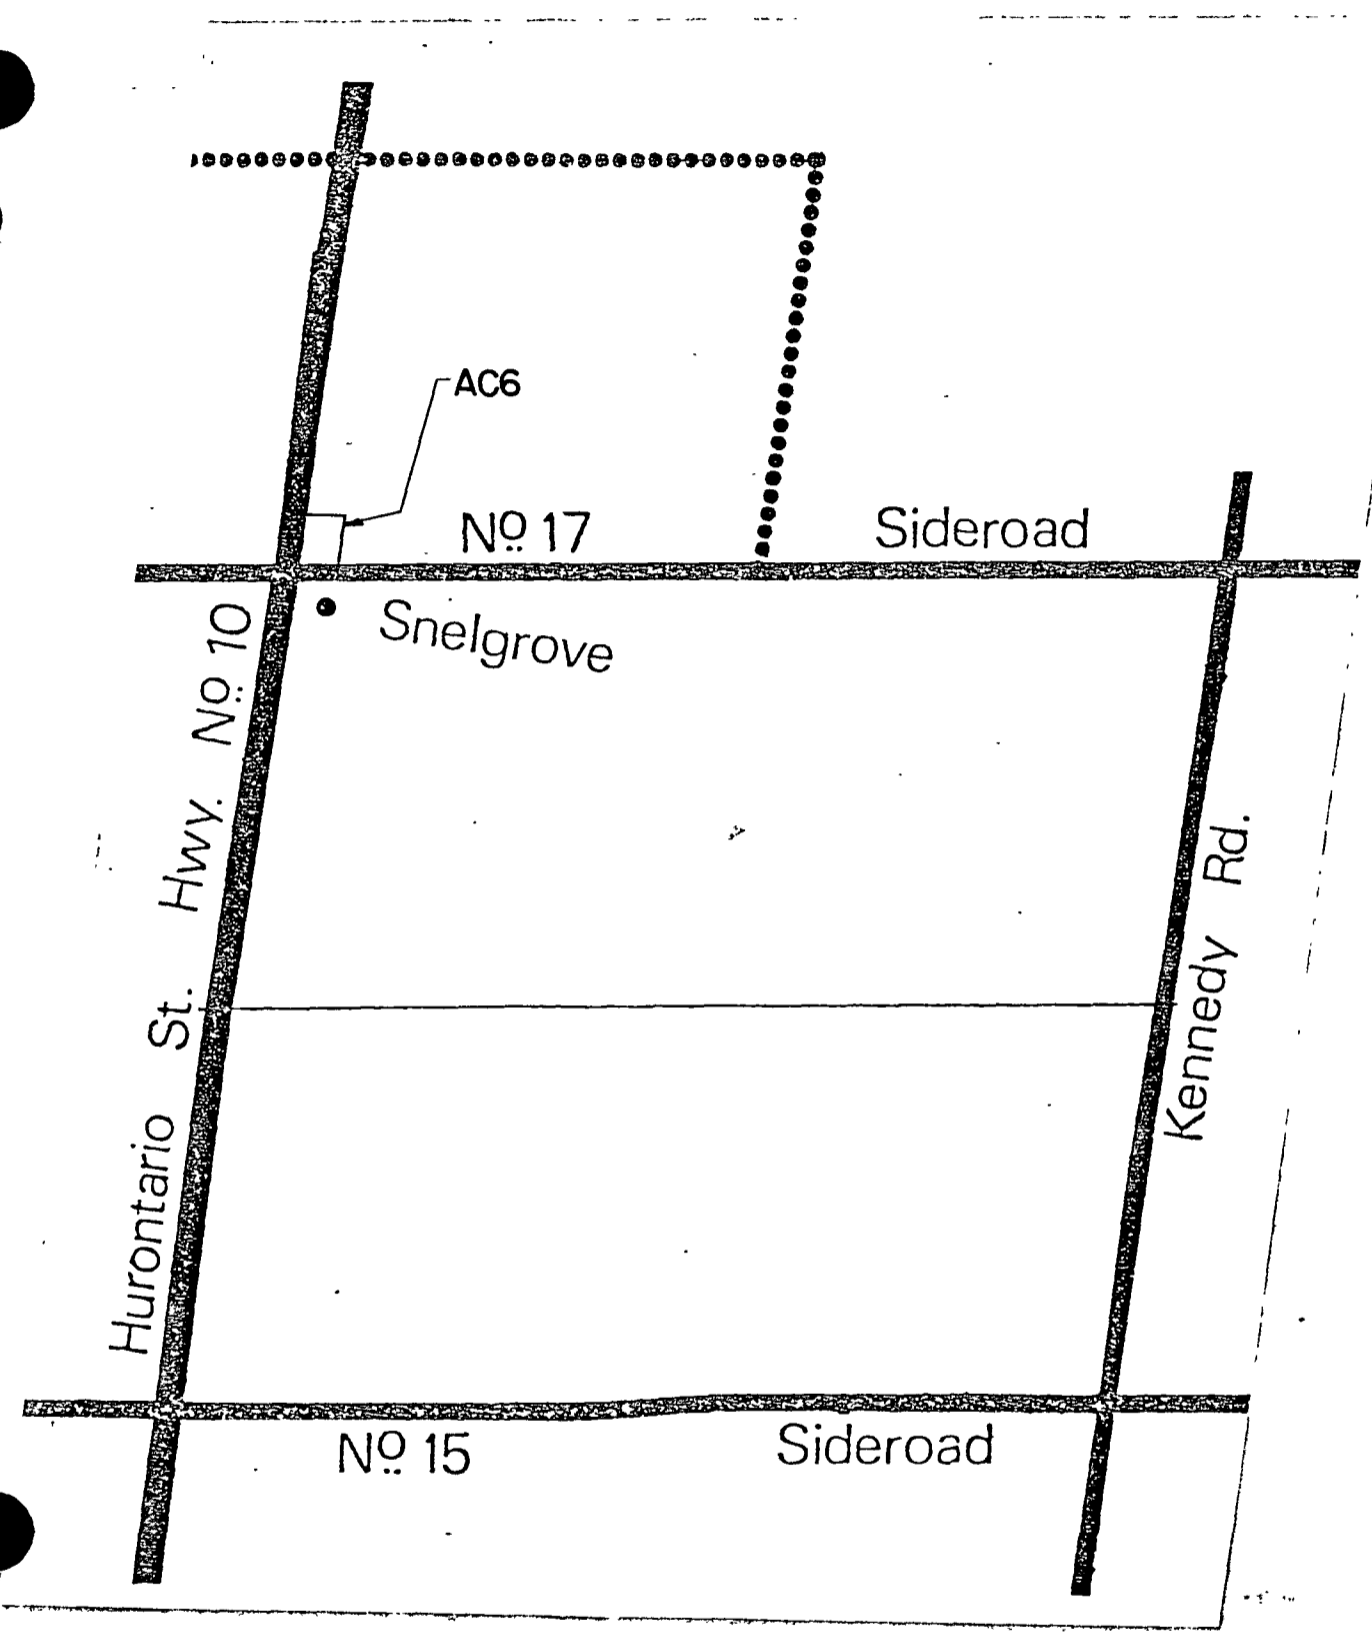 AC6
Nº 17 Sideroad
Snelgrove
Hurontario St. Hwy. Nº 10
Kennedy Rd.
Nº 15 Sideroad